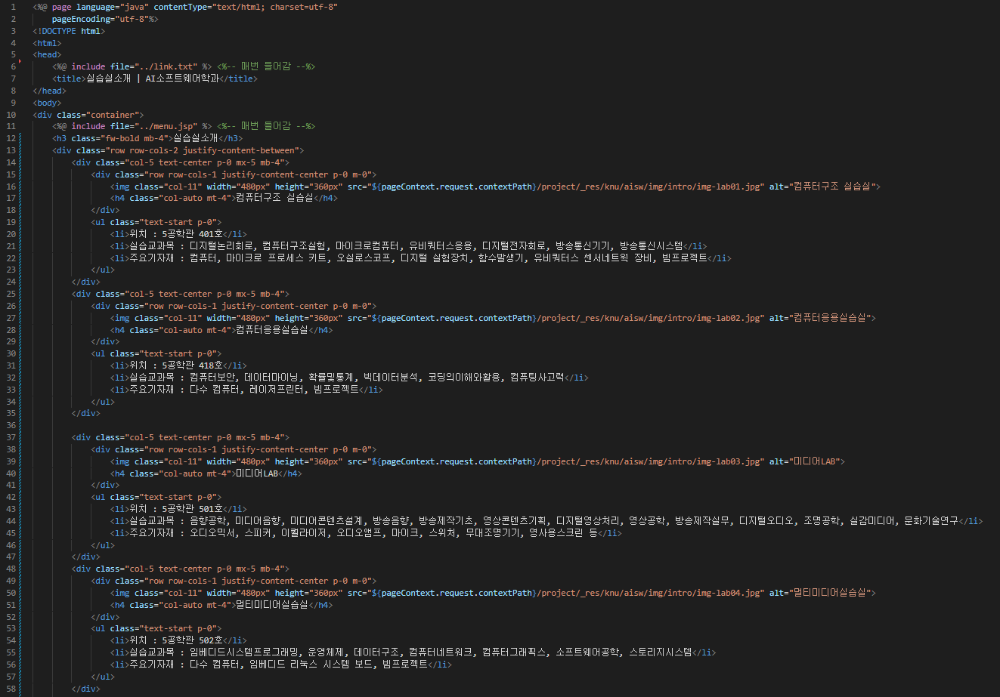 1 <%@ page language="java" contentType="text/html; charset=utf-8"
2     pageEncoding="utf-8"%>
3 <!DOCTYPE html>
4 <html>
5 <head>
6     <%@ include file="../link.txt" %> <%-- 매번 들어감 --%>
7     <title>실습실소개 | AI소프트웨어학과</title>
8 </head>
9 <body>
10 <div class="container">
11     <%@ include file="../menu.jsp" %> <%-- 매번 들어감 --%>
12     <h3 class="fw-bold mb-4">실습실소개</h3>
13     <div class="row row-cols-2 justify-content-between">
14         <div class="col-5 text-center p-0 mx-5 mb-4">
15             <div class="row row-cols-1 justify-content-center p-0 m-0">
16                 <img class="col-11" width="480px" height="360px" src="${pageContext.request.contextPath}/project/_res/knu/aisw/img/intro/img-lab01.jpg" alt="컴퓨터구조 실습실">
17                 <h4 class="col-auto mt-4">컴퓨터구조 실습실</h4>
18             </div>
19             <ul class="text-start p-0">
20                 <li>위치 : 5공학관 401호</li>
21                 <li>실습교과목 : 디지털논리회로, 컴퓨터구조실험, 마이크로컴퓨터, 유비쿼터스응용, 디지털전자회로, 방송통신기기, 방송통신시스템</li>
22                 <li>주요기자재 : 컴퓨터, 마이크로 프로세스 키트, 오실로스코프, 디지털 실험장치, 함수발생기, 유비쿼터스 센서네트웍 장비, 빔프로젝트</li>
23             </ul>
24         </div>
25         <div class="col-5 text-center p-0 mx-5 mb-4">
26             <div class="row row-cols-1 justify-content-center p-0 m-0">
27                 <img class="col-11" width="480px" height="360px" src="${pageContext.request.contextPath}/project/_res/knu/aisw/img/intro/img-lab02.jpg" alt="컴퓨터응용실습실">
28                 <h4 class="col-auto mt-4">컴퓨터응용실습실</h4>
29             </div>
30             <ul class="text-start p-0">
31                 <li>위치 : 5공학관 418호</li>
32                 <li>실습교과목 : 컴퓨터보안, 데이터마이닝, 확률및통계, 빅데이터분석, 코딩의이해와활용, 컴퓨팅사고력</li>
33                 <li>주요기자재 : 다수 컴퓨터, 레이저프린터, 빔프로젝트</li>
34             </ul>
35         </div>
36
37         <div class="col-5 text-center p-0 mx-5 mb-4">
38             <div class="row row-cols-1 justify-content-center p-0 m-0">
39                 <img class="col-11" width="480px" height="360px" src="${pageContext.request.contextPath}/project/_res/knu/aisw/img/intro/img-lab03.jpg" alt="미디어LAB">
40                 <h4 class="col-auto mt-4">미디어LAB</h4>
41             </div>
42             <ul class="text-start p-0">
43                 <li>위치 : 5공학관 501호</li>
44                 <li>실습교과목 : 음향공학, 미디어음향, 미디어콘텐츠설계, 방송음향, 방송제작기초, 영상콘텐츠기획, 디지털영상처리, 영상공학, 방송제작실무, 디지털오디오, 조명공학, 실감미디어, 문화기술연구</li>
45                 <li>주요기자재 : 오디오믹서, 스피커, 이퀄라이저, 오디오앰프, 마이크, 스위처, 무대조명기기, 영사용스크린 등</li>
46             </ul>
47         </div>
48         <div class="col-5 text-center p-0 mx-5 mb-4">
49             <div class="row row-cols-1 justify-content-center p-0 m-0">
50                 <img class="col-11" width="480px" height="360px" src="${pageContext.request.contextPath}/project/_res/knu/aisw/img/intro/img-lab04.jpg" alt="멀티미디어실습실">
51                 <h4 class="col-auto mt-4">멀티미디어실습실</h4>
52             </div>
53             <ul class="text-start p-0">
54                 <li>위치 : 5공학관 502호</li>
55                 <li>실습교과목 : 임베디드시스템프로그래밍, 운영체제, 데이터구조, 컴퓨터네트워크, 컴퓨터그래픽스, 소프트웨어공학, 스토리지시스템</li>
56                 <li>주요기자재 : 다수 컴퓨터, 임베디드 리눅스 시스템 보드, 빔프로젝트</li>
57             </ul>
58         </div>